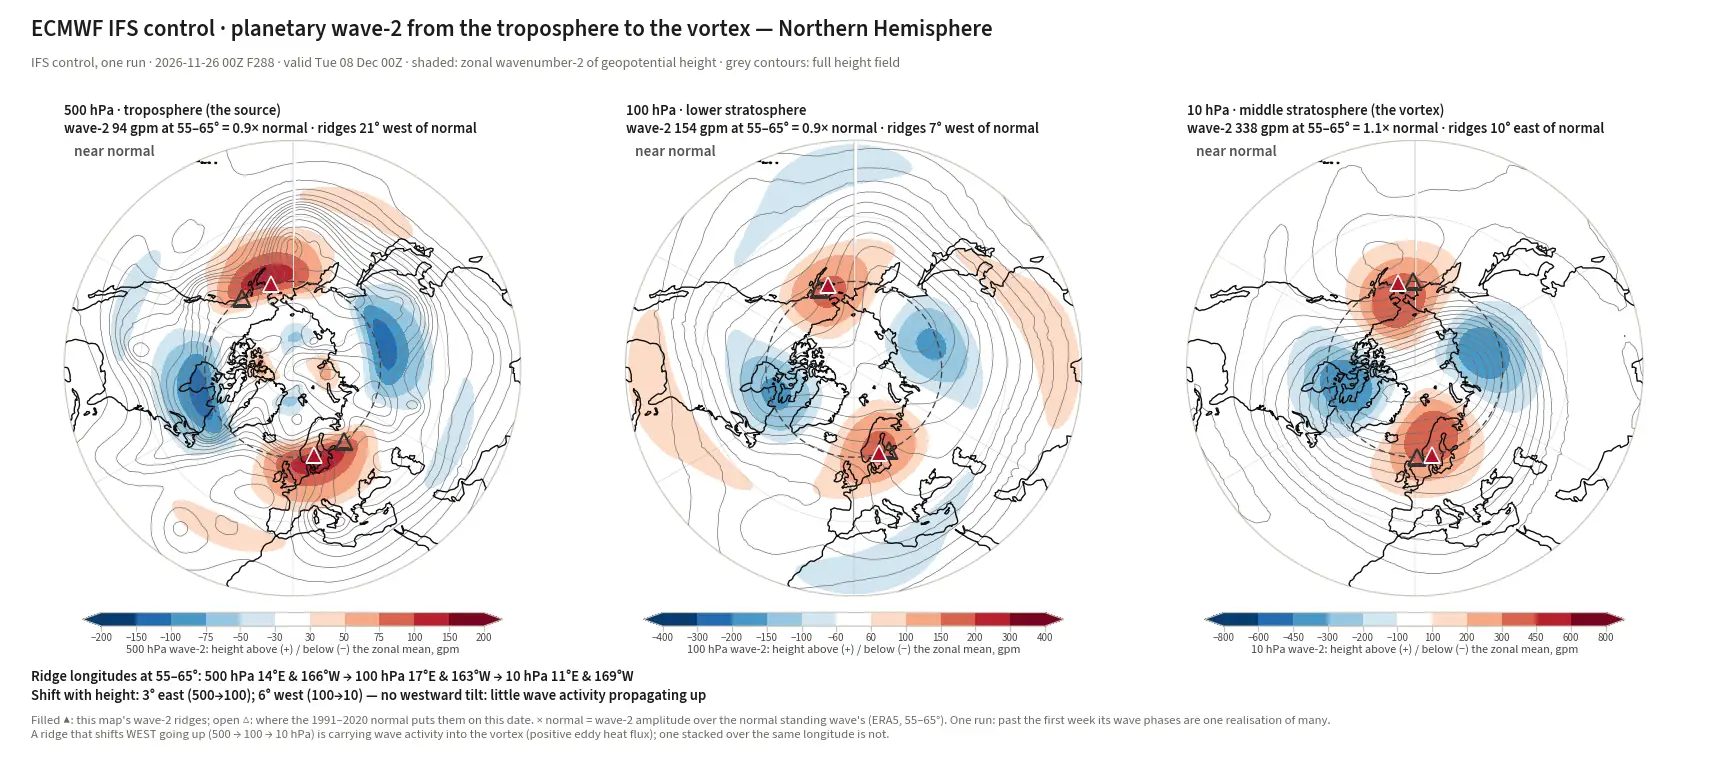 ECMWF IFS control · planetary wave-2 from the troposphere to the vortex — Northern Hemisphere
IFS control, one run · 2026-11-26 00Z F288 · valid Tue 08 Dec 00Z · shaded: zonal wavenumber-2 of geopotential height · grey contours: full height field
500 hPa · troposphere (the source)
wave-2 94 gpm at 55–65° = 0.9× normal · ridges 21° west of normal
near normal
100 hPa · lower stratosphere
wave-2 154 gpm at 55–65° = 0.9× normal · ridges 7° west of normal
near normal
10 hPa · middle stratosphere (the vortex)
wave-2 338 gpm at 55–65° = 1.1× normal · ridges 10° east of normal
near normal
−200 −150 −100 −75 −50 −30 30 50 75 100 150 200
500 hPa wave-2: height above (+) / below (−) the zonal mean, gpm
−400 −300 −200 −150 −100 −60 60 100 150 200 300 400
100 hPa wave-2: height above (+) / below (−) the zonal mean, gpm
−800 −600 −450 −300 −200 −100 100 200 300 450 600 800
10 hPa wave-2: height above (+) / below (−) the zonal mean, gpm
Ridge longitudes at 55–65°: 500 hPa 14°E & 166°W → 100 hPa 17°E & 163°W → 10 hPa 11°E & 169°W
Shift with height: 3° east (500→100); 6° west (100→10) — no westward tilt: little wave activity propagating up
Filled ▲: this map's wave-2 ridges; open △: where the 1991–2020 normal puts them on this date. × normal = wave-2 amplitude over the normal standing wave's (ERA5, 55–65°). One run: past the first week its wave phases are one realisation of many.
A ridge that shifts WEST going up (500 → 100 → 10 hPa) is carrying wave activity into the vortex (positive eddy heat flux); one stacked over the same longitude is not.